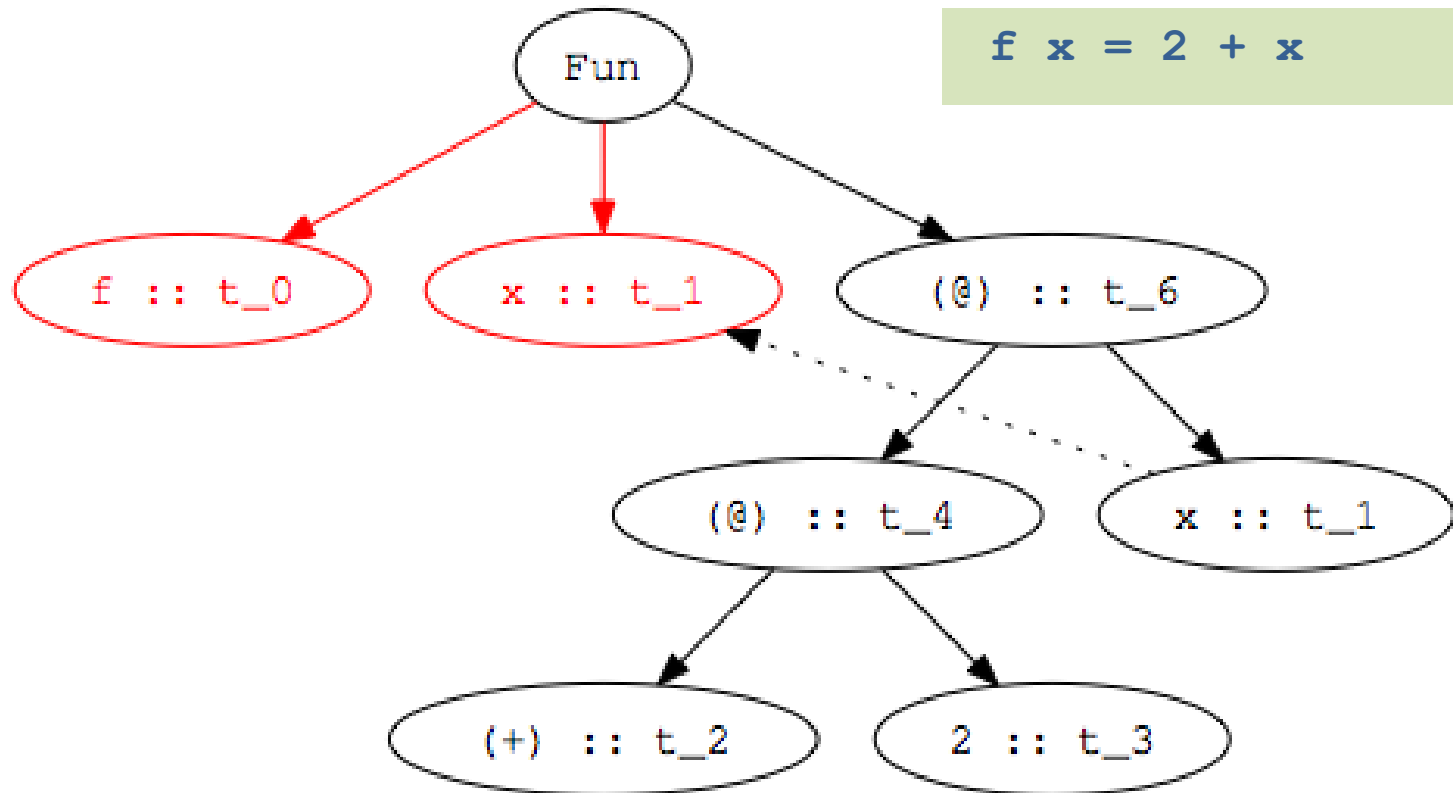 f x = 2 + x
Fun
f :: t_0
x :: t_1
(@) :: t_6
(@) :: t_4
x :: t_1
(+) :: t_2
2 :: t_3